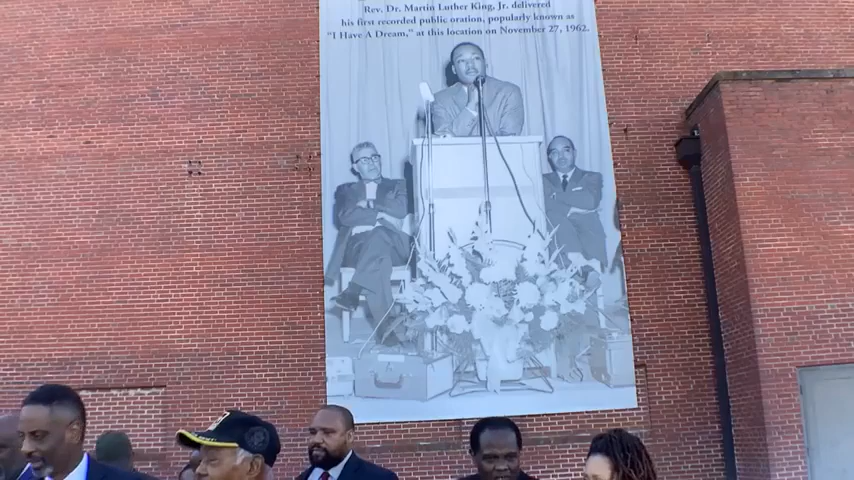 Rev. Dr. Martin Luther King, Jr. delivered
his first recorded public oration, popularly known as
"I Have A Dream," at this location on November 27, 1962.